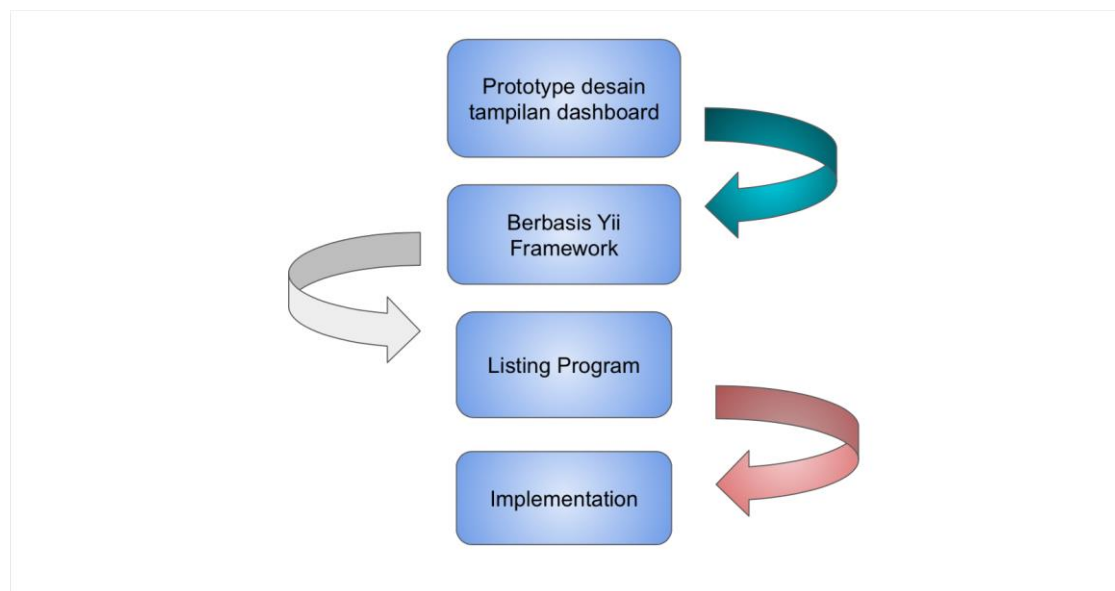 Prototype desain
tampilan dashboard
Berbasis Yii
Framework
Listing Program
Implementation